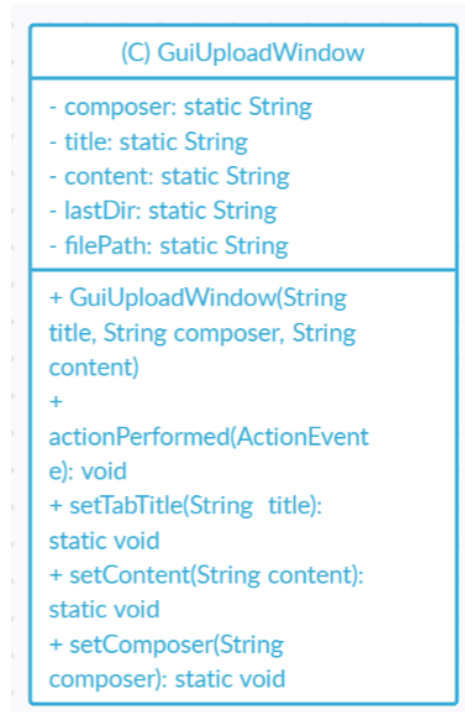 (C) GuiUploadWindow
- composer: static String
- title: static String
- content: static String
- lastDir: static String
- filePath: static String
+ GuiUploadWindow(String
title, String composer, String
content)
+
actionPerformed(ActionEvent
e): void
+ setTabTitle(String  title):
static void
+ setContent(String content):
static void
+ setComposer(String
composer): static void